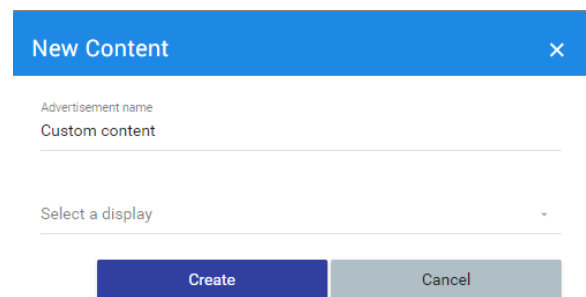 New Content
Advertisement name
Custom content
Select a display
Create Cancel